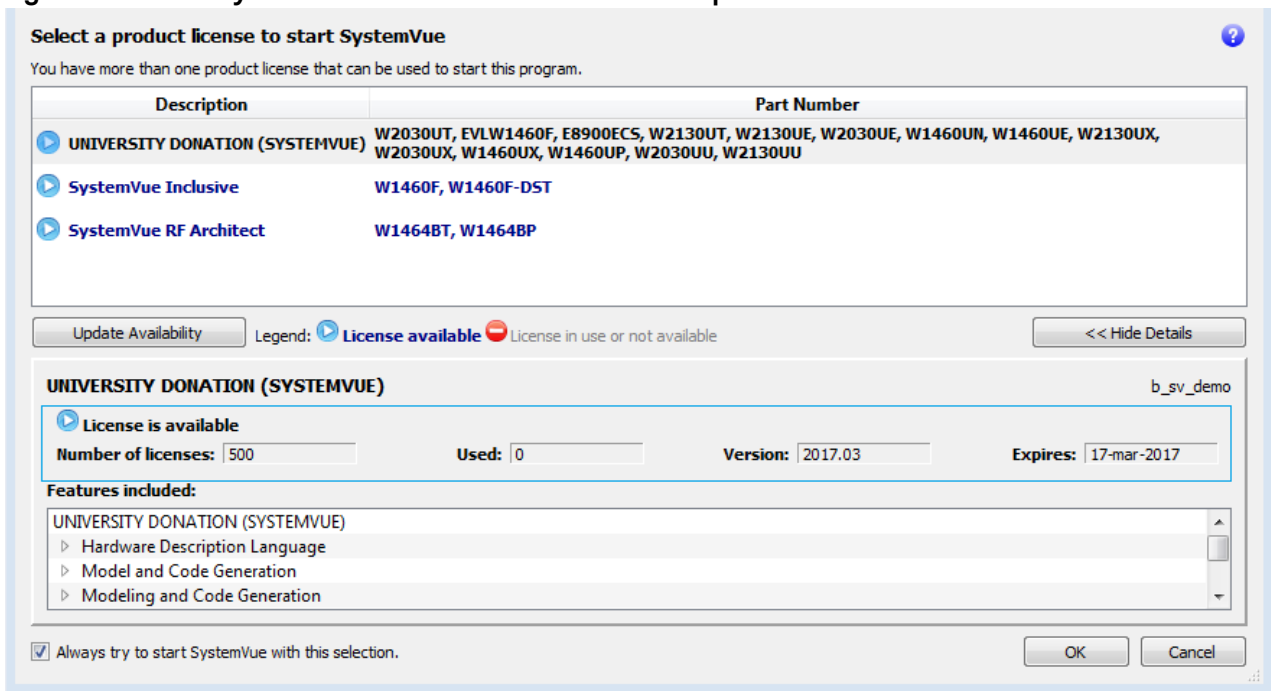 Select a product license to start SystemVue
You have more than one product license that can be used to start this program.
Description Part Number
UNIVERSITY DONATION (SYSTEMVUE) W2030UT, EVLW1460F, E8900ECS, W2130UT, W2130UE, W2030UE, W1460UN, W1460UE, W2130UX,
W2030UX, W1460UX, W1460UP, W2030UU, W2130UU
SystemVue Inclusive W1460F, W1460F-DST
SystemVue RF Architect W1464BT, W1464BP
Update Availability Legend: License available License in use or not available << Hide Details
UNIVERSITY DONATION (SYSTEMVUE) b_sv_demo
License is available
Number of licenses: 500 Used: 0 Version: 2017.03 Expires: 17-mar-2017
Features included:
UNIVERSITY DONATION (SYSTEMVUE)
Hardware Description Language
Model and Code Generation
Modeling and Code Generation
Always try to start SystemVue with this selection. OK Cancel